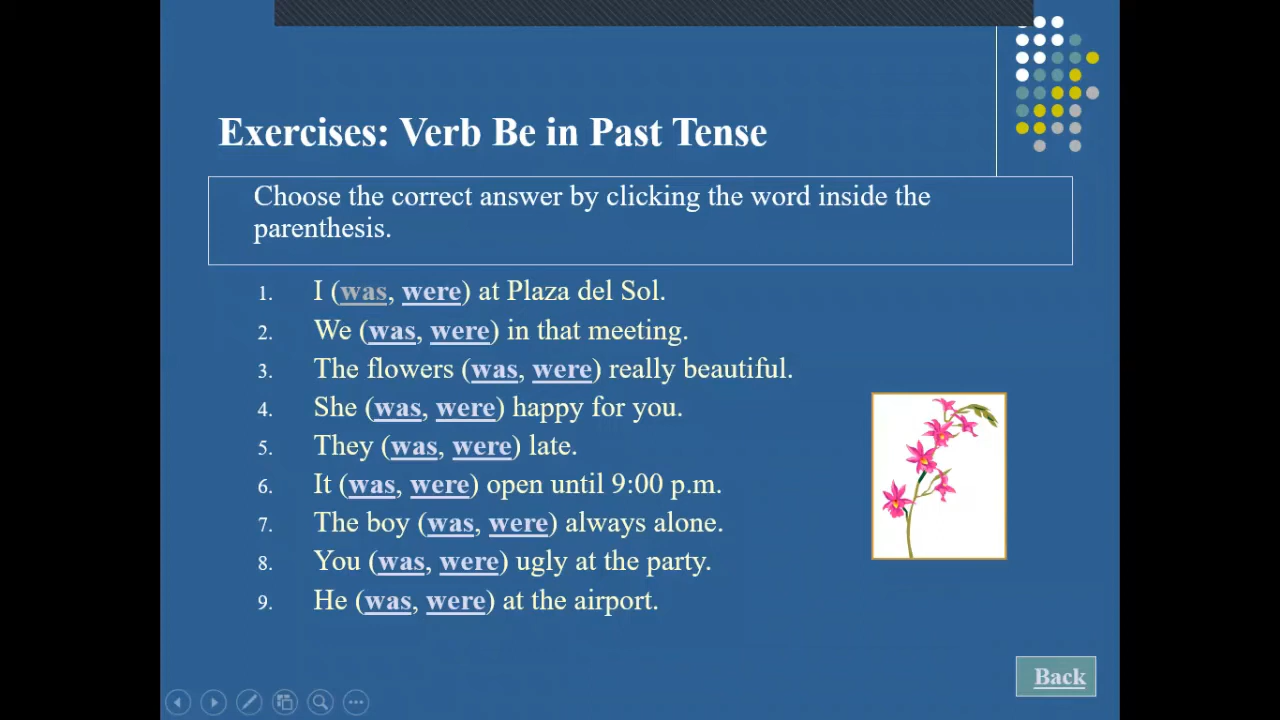 Exercises: Verb Be in Past Tense
Choose the correct answer by clicking the word inside the
parenthesis.
1. I (was, were) at Plaza del Sol.
2. We (was, were) in that meeting.
3. The flowers (was, were) really beautiful.
4. She (was, were) happy for you.
5. They (was, were) late.
6. It (was, were) open until 9:00 p.m.
7. The boy (was, were) always alone.
8. You (was, were) ugly at the party.
9. He (was, were) at the airport.
Back